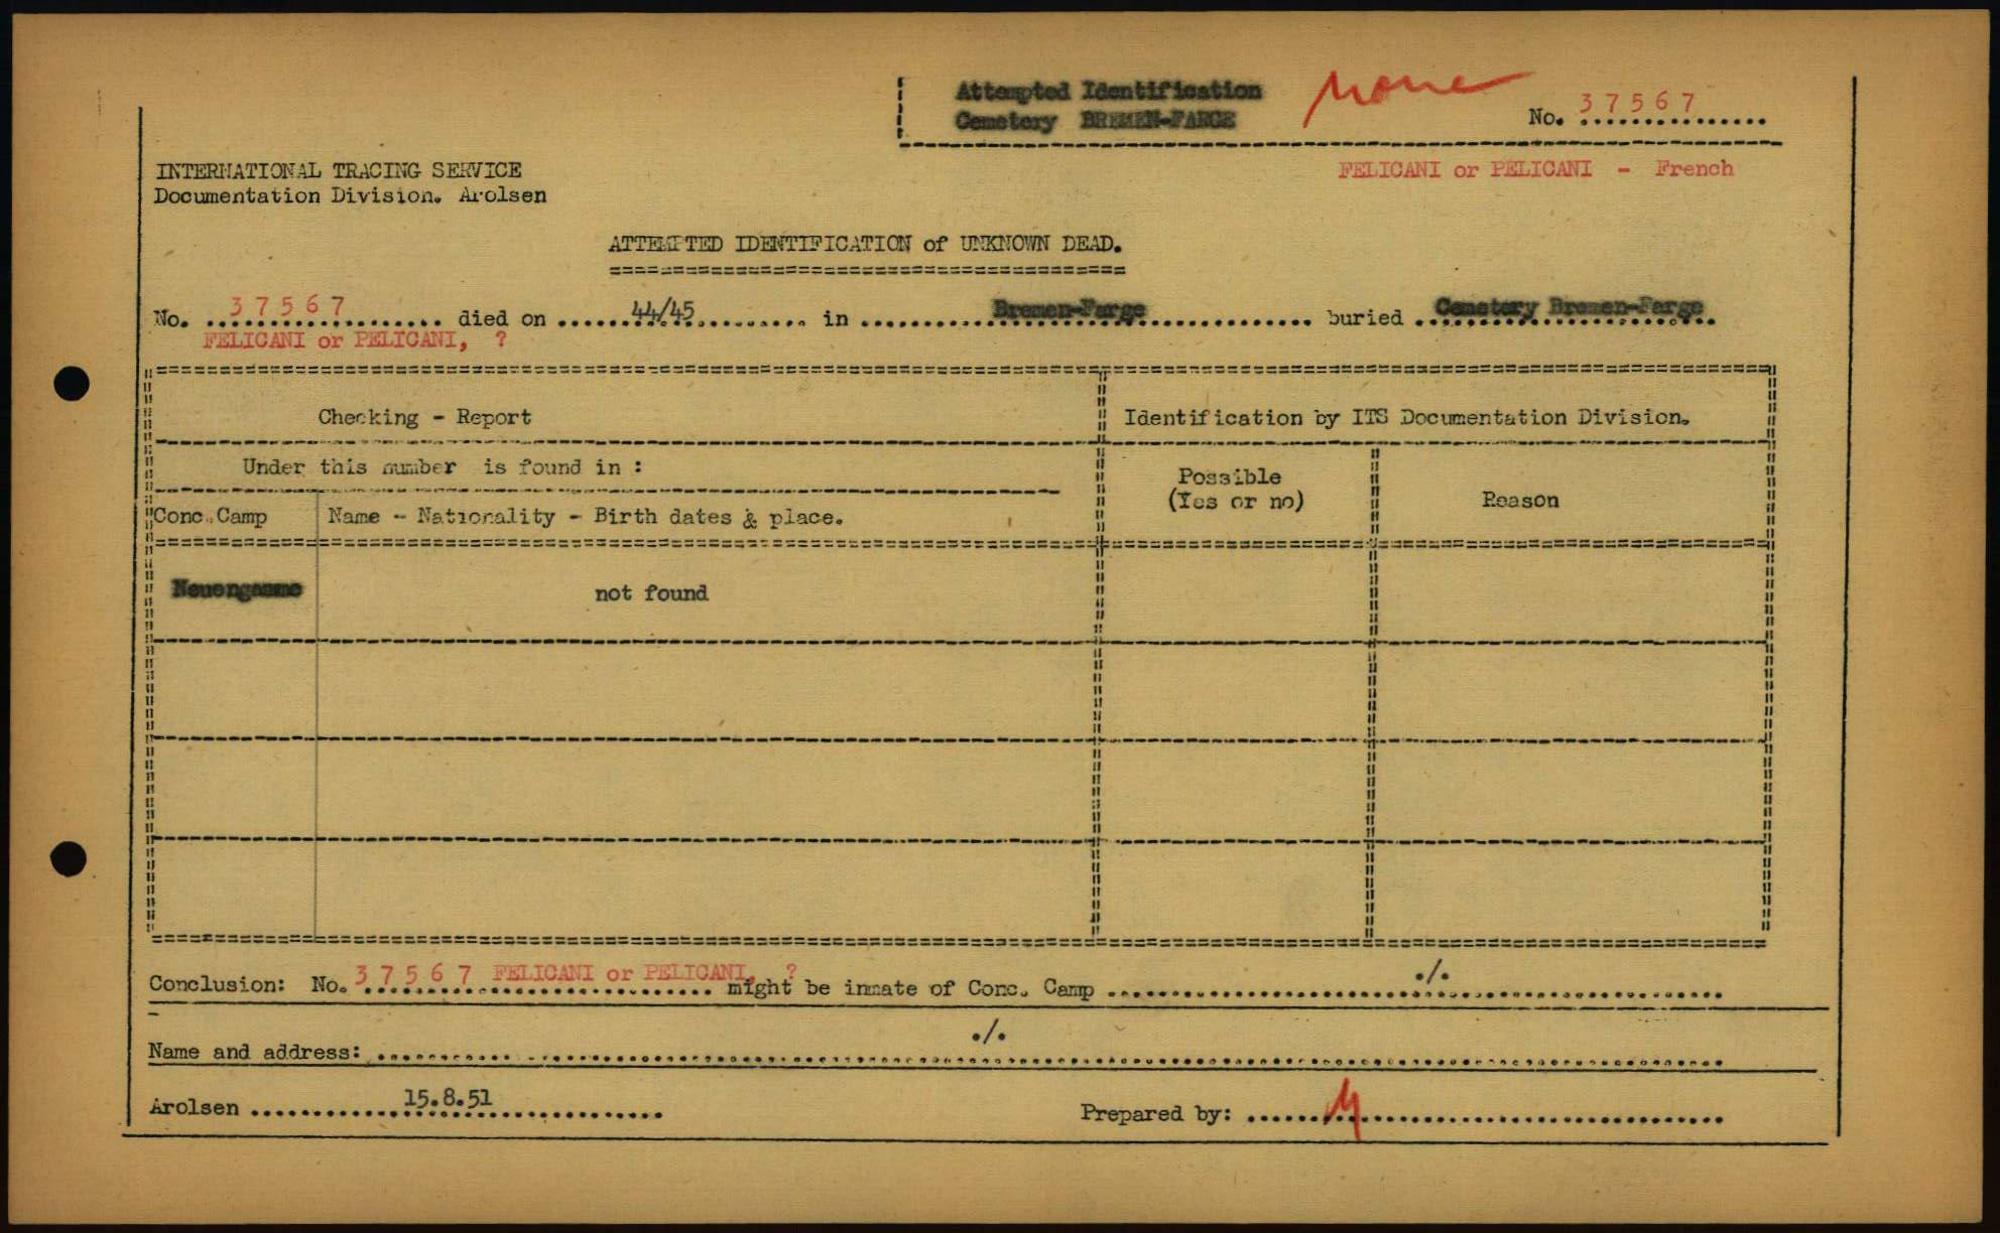 Attempted Identification
Cemetery BREMEN-FARGE
none
No. 37567
FELICANI or PELICANI - French
INTERNATIONAL TRACING SERVICE
Documentation Division. Arolsen
ATTEMPTED IDENTIFICATION of UNKNOWN DEAD.
No. 37567 died on 44/45 in Bremen-Farge buried Cemetery Bremen-Farge
FELICANI or PELICANI, ?
Checking - Report
Identification by ITS Documentation Division.
Under this number is found in :
Possible
(Yes or no)
Reason
Conc. Camp
Name - Nationality - Birth dates & place.
Neuengamme
not found
Conclusion: No. 37567 FELICANI or PELICANI, ? might be inmate of Conc. Camp ./.
Name and address: ./.
Arolsen 15.8.51
Prepared by: